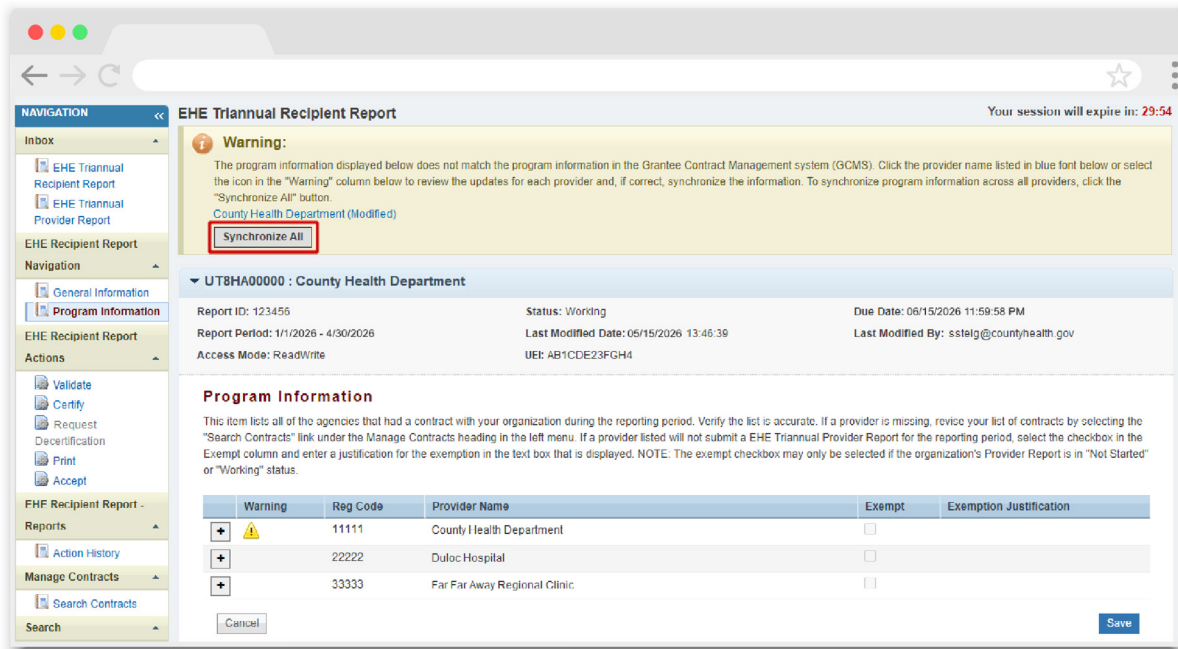 NAVIGATION «
Inbox
EHE Triannual
Recipient Report
EHE Triannual
Provider Report
EHE Recipient Report
Navigation
General Information
Program Information
EHE Recipient Report
Actions
Validate
Certify
Request
Decertification
Print
Accept
EHE Recipient Report -
Reports
Action History
Manage Contracts
Search Contracts
Search
EHE Triannual Recipient Report
Your session will expire in: 29:54
Warning:
The program information displayed below does not match the program information in the Grantee Contract Management system (GCMS). Click the provider name listed in blue font below or select
the icon in the "Warning" column below to review the updates for each provider and, if correct, synchronize the information. To synchronize program information across all providers, click the
"Synchronize All" button.
County Health Department (Modified)
Synchronize All
UT8HA00000 : County Health Department
Report ID: 123456 Status: Working Due Date: 06/15/2026 11:59:58 PM
Report Period: 1/1/2026 - 4/30/2026 Last Modified Date: 05/15/2026 13:46:39 Last Modified By: ssteig@countyhealth.gov
Access Mode: ReadWrite UEI: AB1CDE23FGH4
Program Information
This item lists all of the agencies that had a contract with your organization during the reporting period. Verify the list is accurate. If a provider is missing, revise your list of contracts by selecting the
"Search Contracts" link under the Manage Contracts heading in the left menu. If a provider listed will not submit a EHE Triannual Provider Report for the reporting period, select the checkbox in the
Exempt column and enter a justification for the exemption in the text box that is displayed. NOTE: The exempt checkbox may only be selected if the organization's Provider Report is in "Not Started"
or "Working" status.
Warning Reg Code Provider Name Exempt Exemption Justification
+ 11111 County Health Department
+ 22222 Duloc Hospital
+ 33333 Far Far Away Regional Clinic
Cancel Save